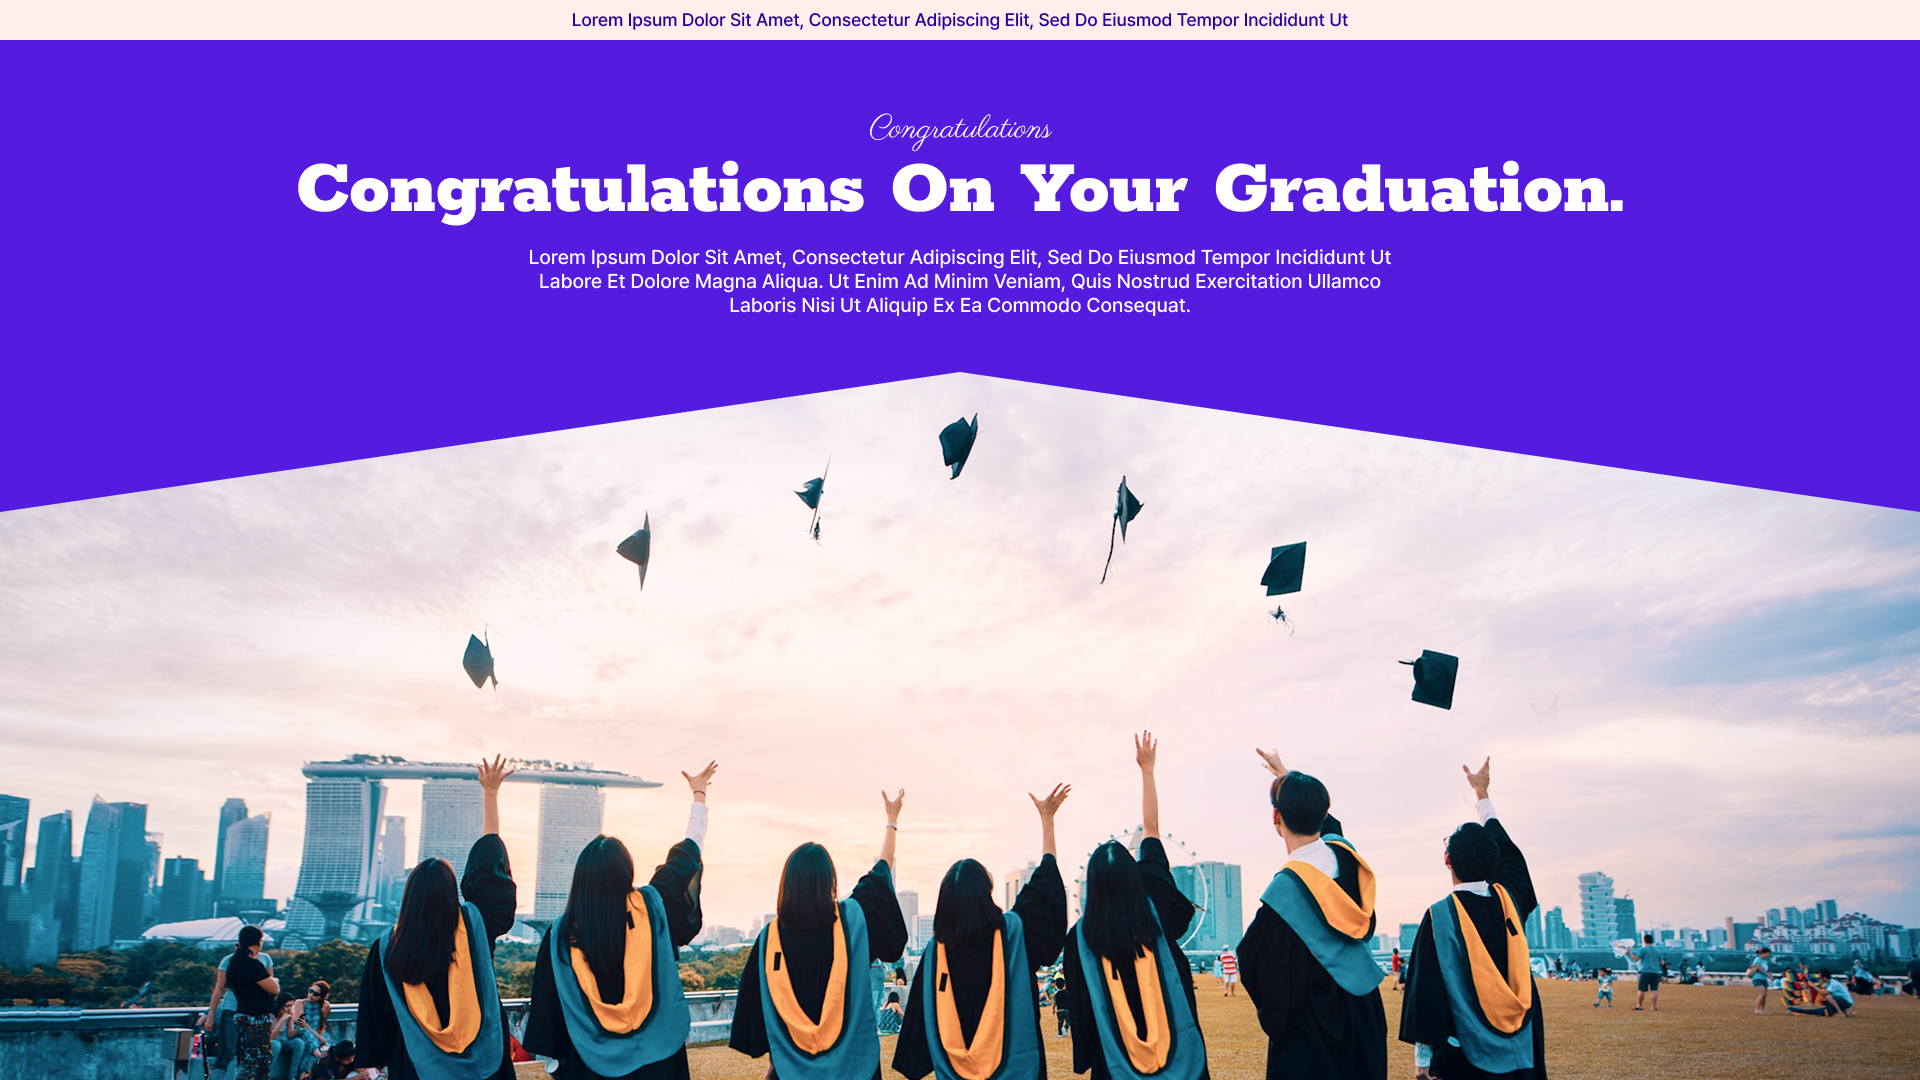 Lorem Ipsum Dolor Sit Amet, Consectetur Adipiscing Elit, Sed Do Eiusmod Tempor Incididunt Ut
Congratulations
Congratulations On Your Graduation.
Lorem Ipsum Dolor Sit Amet, Consectetur Adipiscing Elit, Sed Do Eiusmod Tempor Incididunt Ut
Labore Et Dolore Magna Aliqua. Ut Enim Ad Minim Veniam, Quis Nostrud Exercitation Ullamco
Laboris Nisi Ut Aliquip Ex Ea Commodo Consequat.